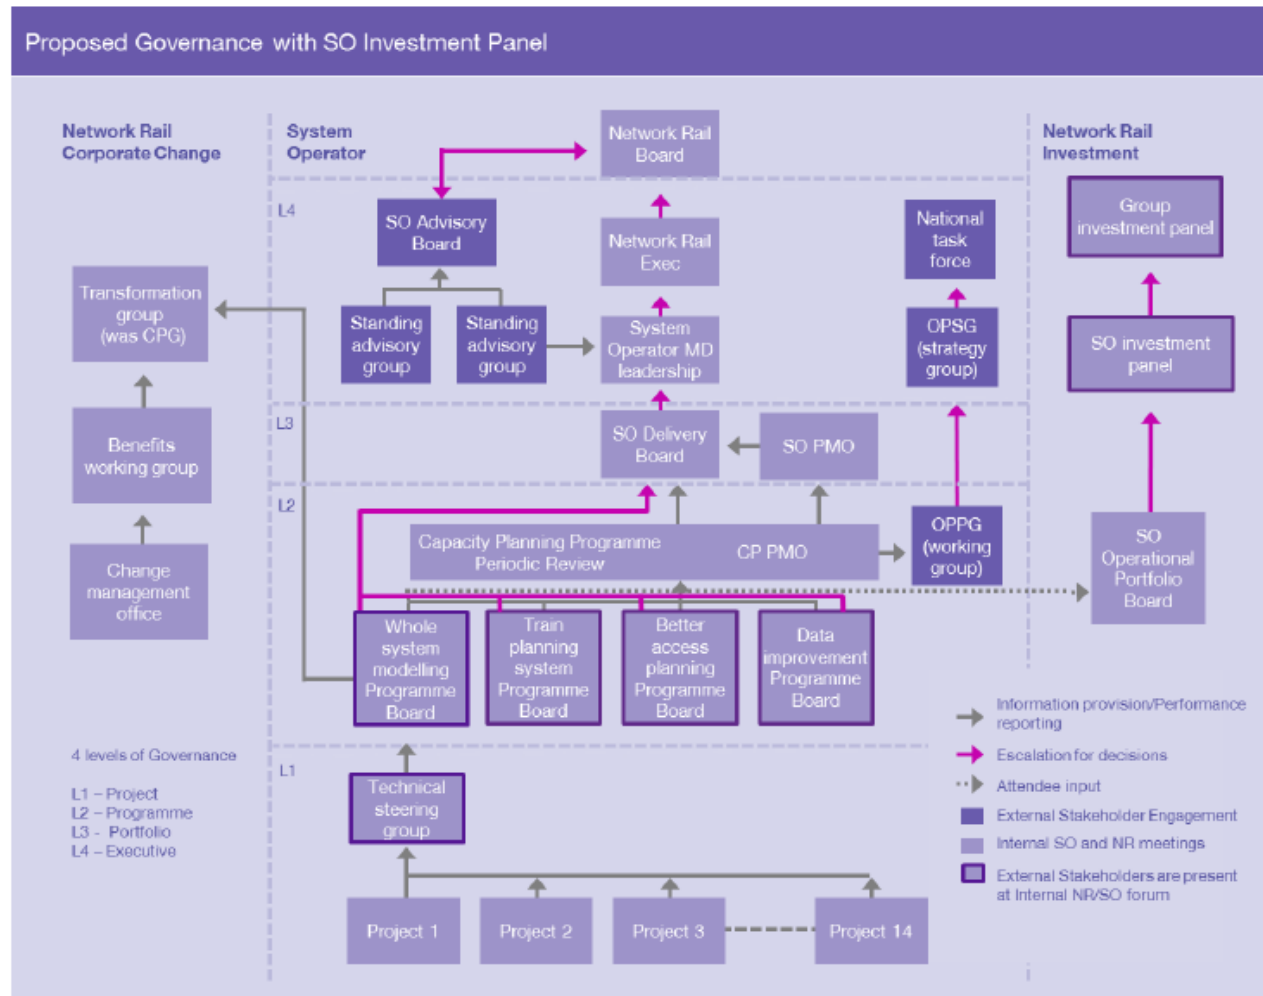 Proposed Governance with SO Investment Panel
Network Rail
Corporate Change
System
Operator
Network Rail
Board
Network Rail
Investment
L4
SO Advisory
Board
Network Rail
Exec
National
task
force
Group
investment panel
Transformation
group
(was CPG)
Standing
advisory
group
Standing
advisory
group
System
Operator MD
leadership
OPSG
(strategy
group)
SO investment
panel
L3
Benefits
working group
SO Delivery
Board
SO PMO
L2
Change
management
office
Capacity Planning Programme
Periodic Review
CP PMO
OPPG
(working
group)
SO
Operational
Portfolio
Board
Whole
system
modelling
Programme
Board
Train
planning
system
Programme
Board
Better
access
planning
Programme
Board
Data
improvement
Programme
Board
4 levels of Governance
L1 – Project
L2 – Programme
L3 - Portfolio
L4 – Executive
L1
Technical
steering
group
Project 1
Project 2
Project 3
Project 14
Information provision/Performance
reporting
Escalation for decisions
Attendee input
External Stakeholder Engagement
Internal SO and NR meetings
External Stakeholders are present
at Internal NR/SO forum